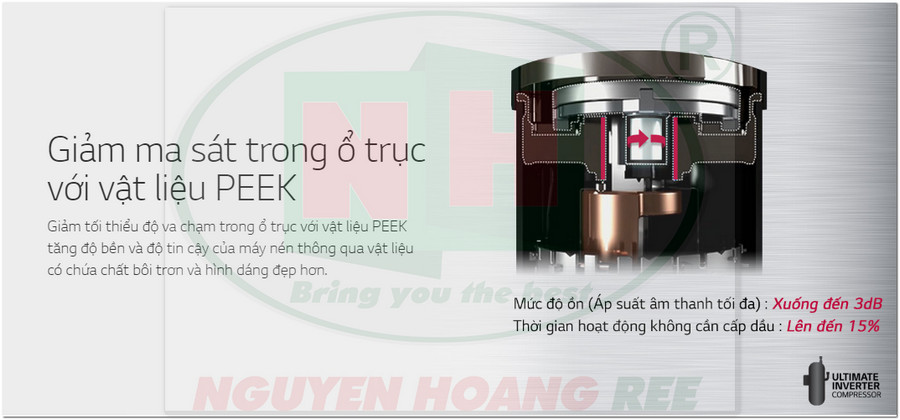 Giảm ma sát trong ổ trục
với vật liệu PEEK
Giảm tối thiểu độ va chạm trong ổ trục với vật liệu PEEK
tăng độ bền và độ tin cậy của máy nén thông qua vật liệu
có chứa chất bôi trơn và hình dáng đẹp hơn.
NH®
Bring you the best
Mức độ ồn (Áp suất âm thanh tối đa) : Xuống đến 3dB
Thời gian hoạt động không cần cấp dầu : Lên đến 15%
NGUYEN HOANG REE
ULTIMATE
INVERTER
COMPRESSOR